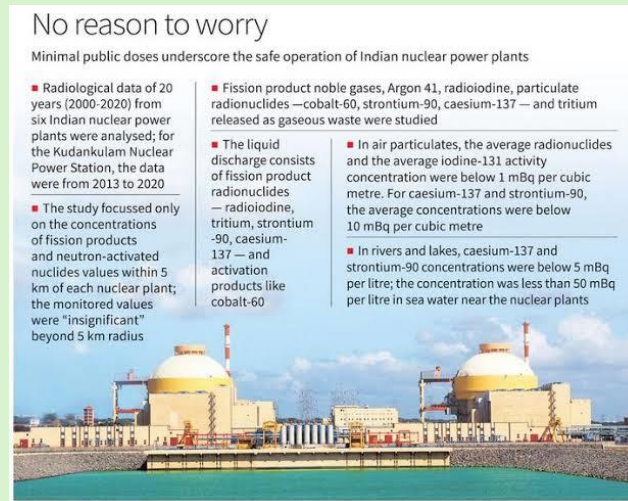 No reason to worry
Minimal public doses underscore the safe operation of Indian nuclear power plants
■ Radiological data of 20
years (2000-2020) from
six Indian nuclear power
plants were analysed; for
the Kudankulam Nuclear
Power Station, the data
were from 2013 to 2020
■ The study focussed only
on the concentrations
of fission products
and neutron-activated
nuclides values within 5
km of each nuclear plant;
the monitored values
were “insignificant”
beyond 5 km radius
■ Fission product noble gases, Argon 41, radioiodine, particulate
radionuclides —cobalt-60, strontium-90, caesium-137 — and tritium
released as gaseous waste were studied
■ The liquid
discharge consists
of fission product
radionuclides
— radioiodine,
tritium, strontium
-90, caesium-
137 — and
activation
products like
cobalt-60
■ In air particulates, the average radionuclides
and the average iodine-131 activity
concentration were below 1 mBq per cubic
metre. For caesium-137 and strontium-90,
the average concentrations were below
10 mBq per cubic metre
■ In rivers and lakes, caesium-137 and
strontium-90 concentrations were below 5 mBq
per litre; the concentration was less than 50 mBq
per litre in sea water near the nuclear plants